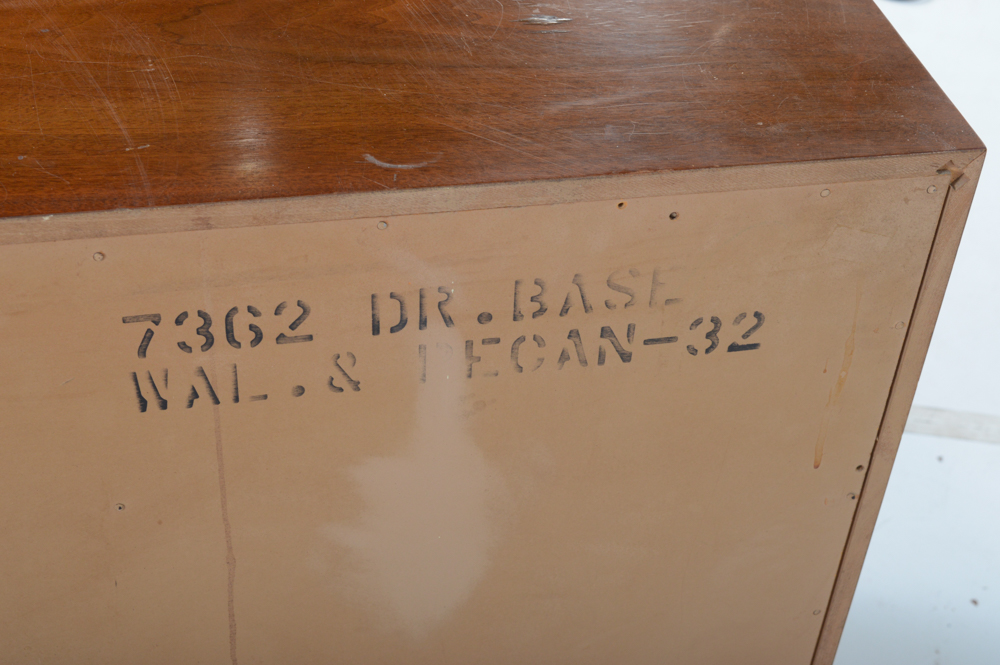 7362 DR.BASE
WAL.& PECAN-32